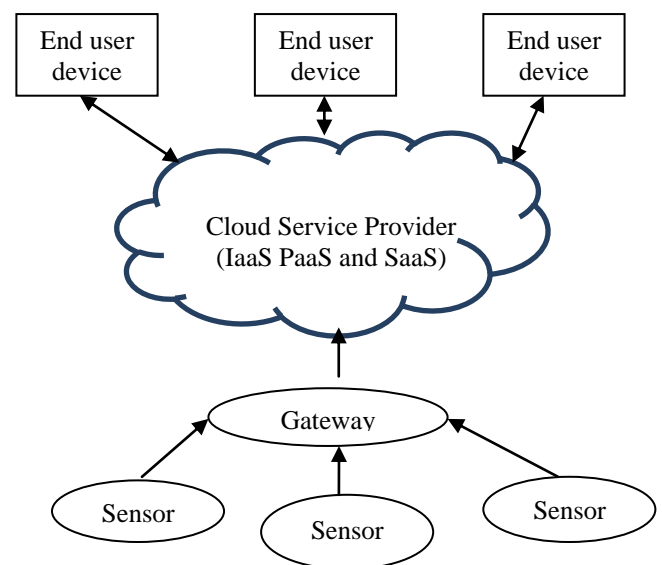 End user
device
End user
device
End user
device
Cloud Service Provider
(IaaS PaaS and SaaS)
Gateway
Sensor
Sensor
Sensor